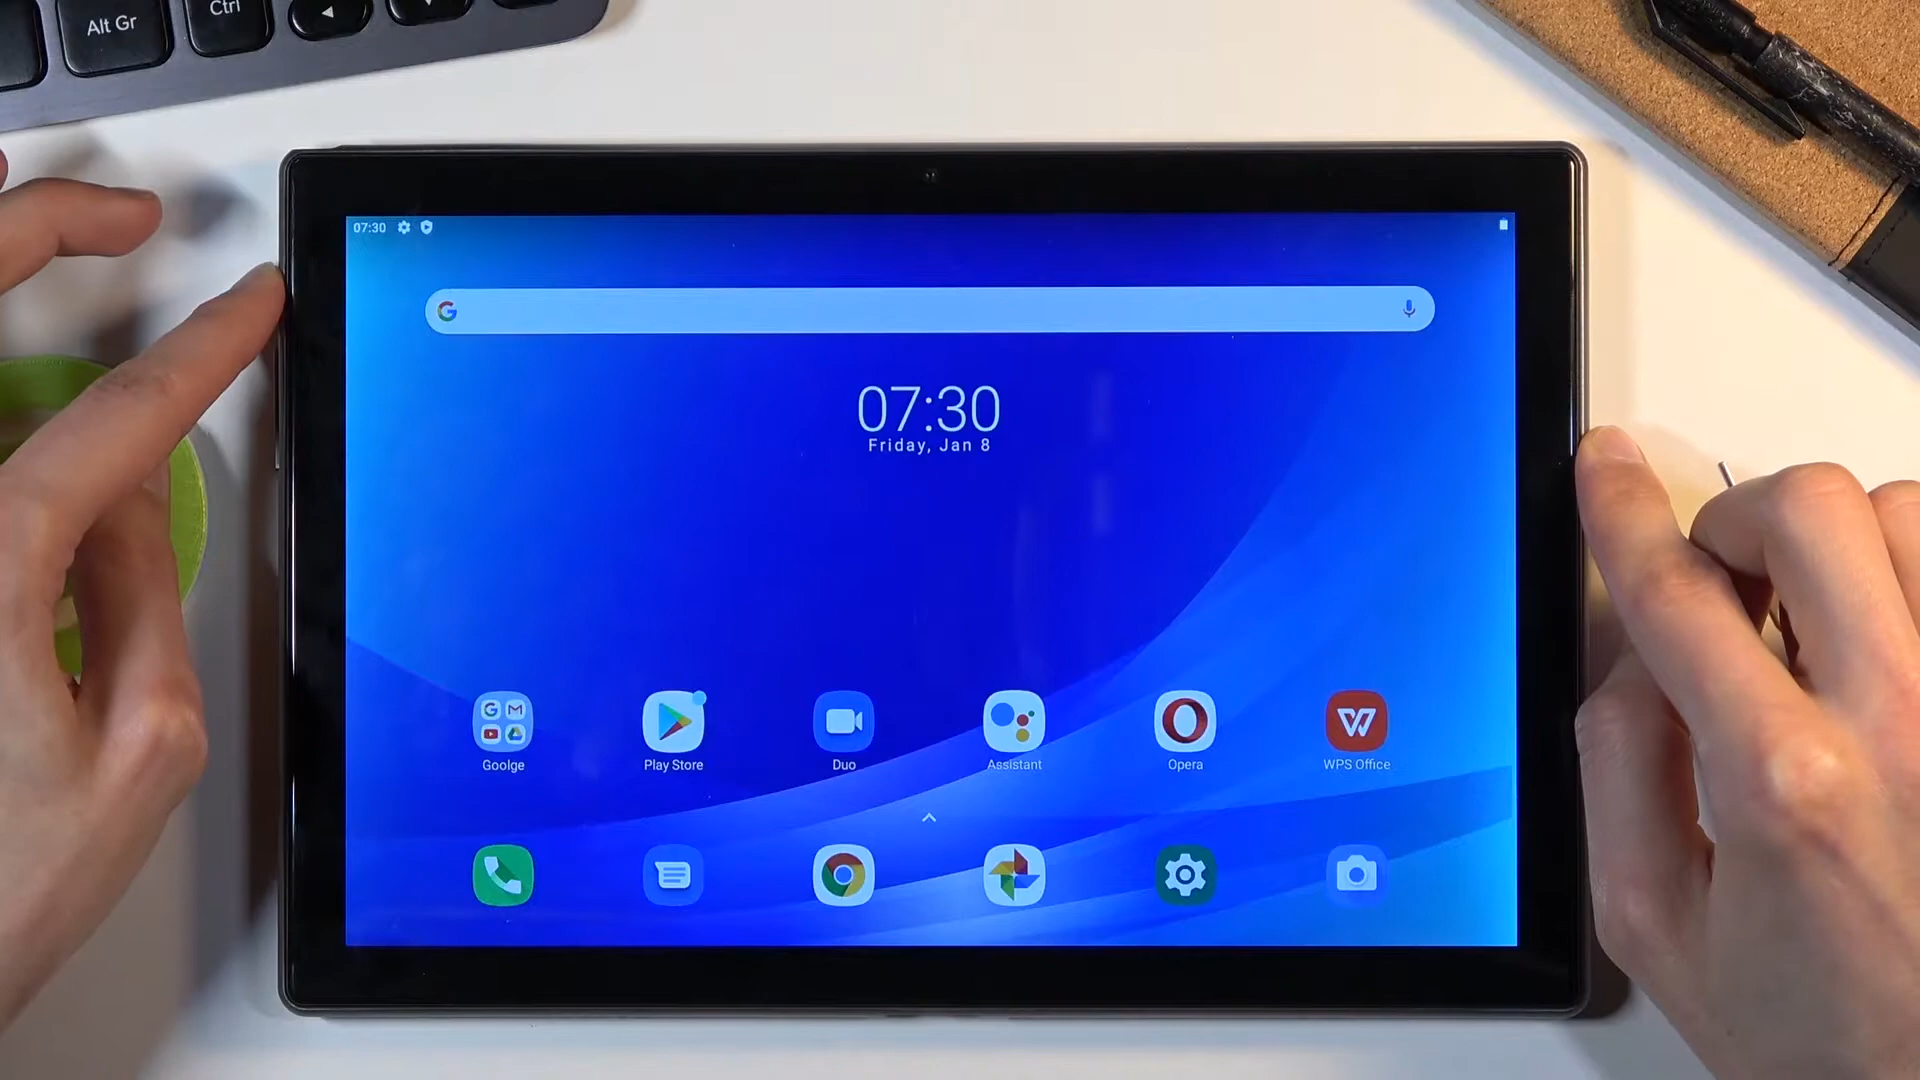 Alt Gr
Ctrl
07:30
07:30
Friday, Jan 8
Goolge
Play Store
Duo
Assistant
Opera
WPS Office